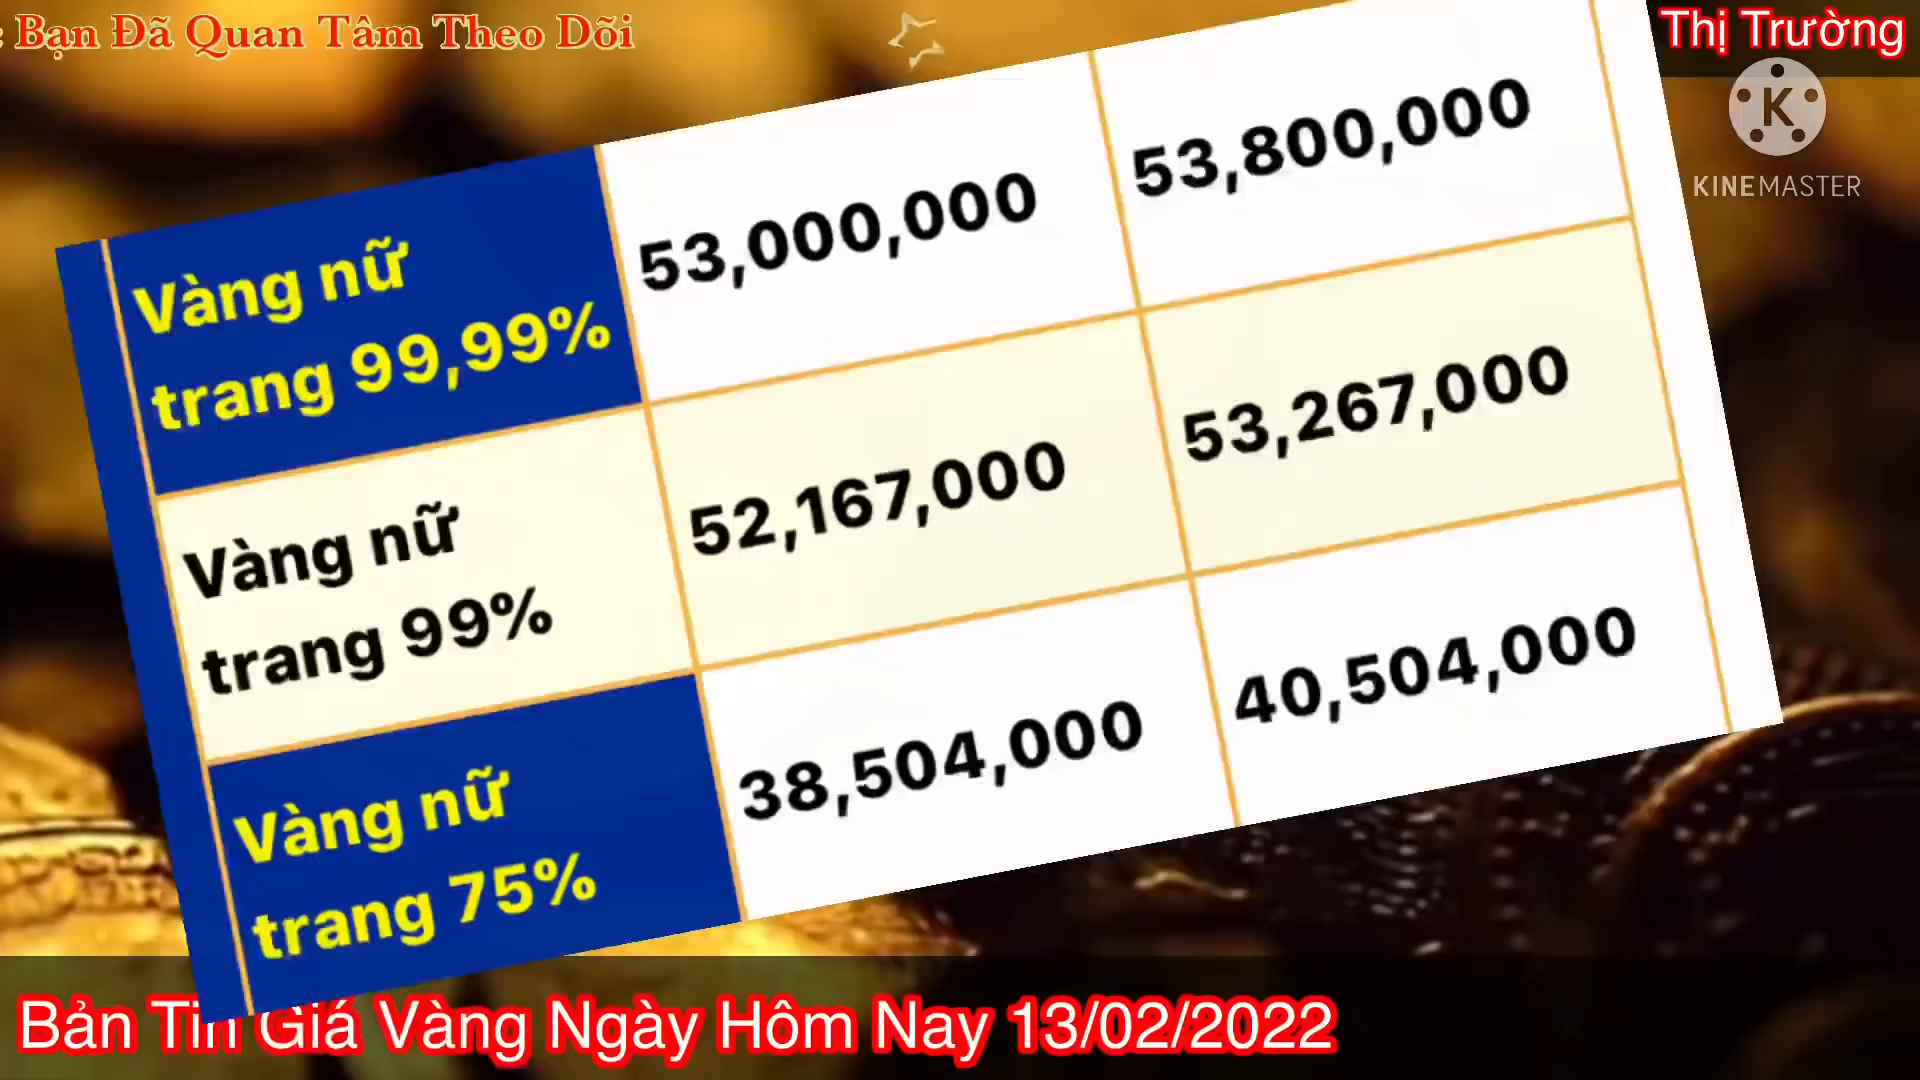 Bạn Đã Quan Tâm Theo Dõi
Thị Trường
KINEMASTER
Vàng nữ
trang 99,99%
53,000,000
53,800,000
Vàng nữ
trang 99%
52,167,000
53,267,000
Vàng nữ
trang 75%
38,504,000
40,504,000
Bản Tin Giá Vàng Ngày Hôm Nay 13/02/2022